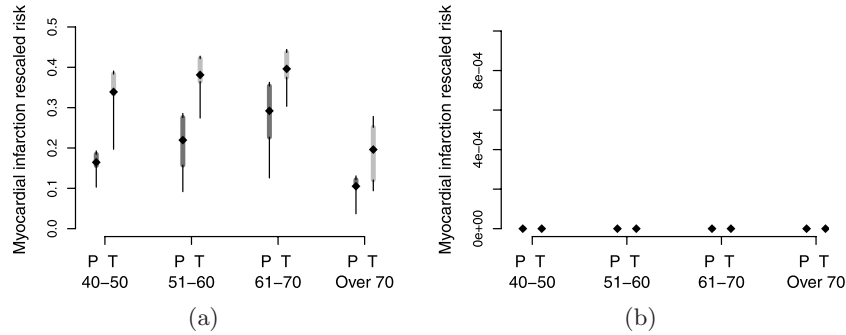 Myocardial infarction rescaled risk
0.5
0.4
0.3
0.2
0.1
0.0
P T P T P T P T
40−50 51−60 61−70 Over 70
(a)
Myocardial infarction rescaled risk
8e−04
4e−04
0e+00
P T P T P T P T
40−50 51−60 61−70 Over 70
(b)